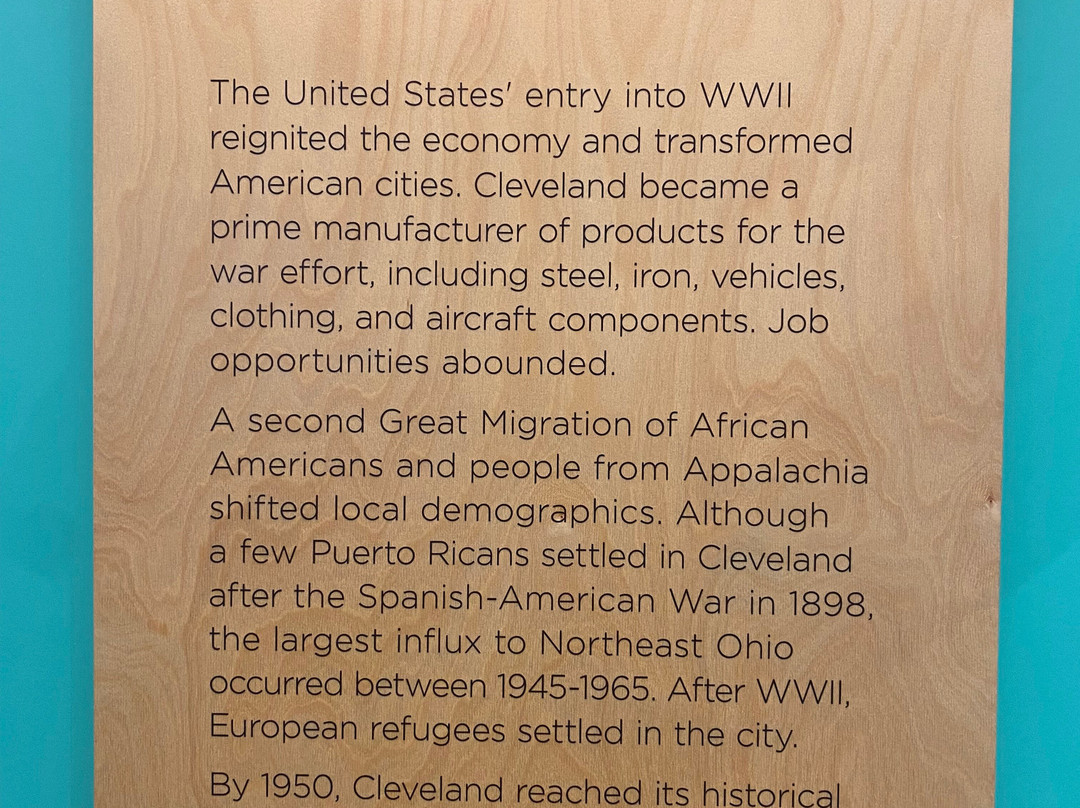 The United States' entry into WWII
reignited the economy and transformed
American cities. Cleveland became a
prime manufacturer of products for the
war effort, including steel, iron, vehicles,
clothing, and aircraft components. Job
opportunities abounded.
A second Great Migration of African
Americans and people from Appalachia
shifted local demographics. Although
a few Puerto Ricans settled in Cleveland
after the Spanish-American War in 1898,
the largest influx to Northeast Ohio
occurred between 1945-1965. After WWII,
European refugees settled in the city.
By 1950, Cleveland reached its historical